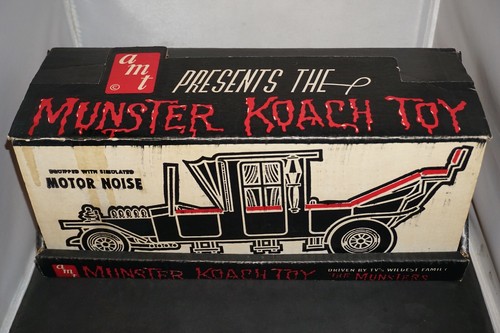 amt
©
PRESENTS THE
MUNSTER KOACH TOY
EQUIPPED WITH SIMULATED
MOTOR NOISE
amt
MUNSTER KOACH TOY
DRIVEN BY TV'S WILDEST FAMILY
THE MUNSTERS